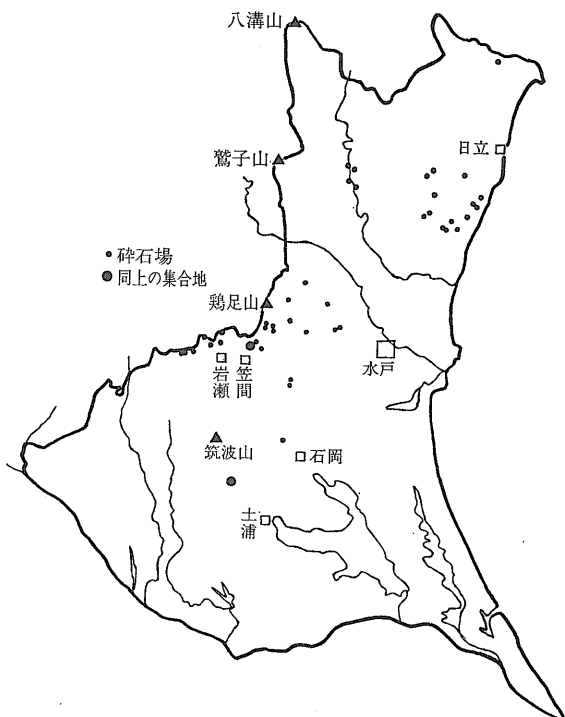 八溝山
日立
鷲子山
砕石場
同上の集合地
鶏足山
水戸
岩瀬
笠間
筑波山
石岡
土浦